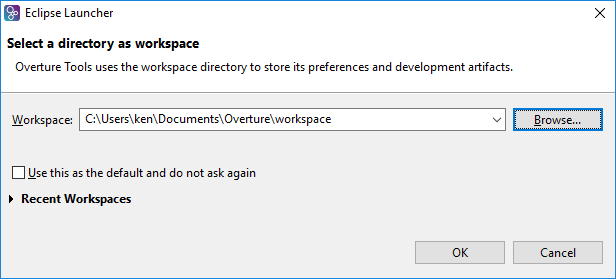 Eclipse Launcher
Select a directory as workspace
Overture Tools uses the workspace directory to store its preferences and development artifacts.
Workspace: C:\Users\ken\Documents\Overture\workspace Browse...
Use this as the default and do not ask again
Recent Workspaces
OK Cancel